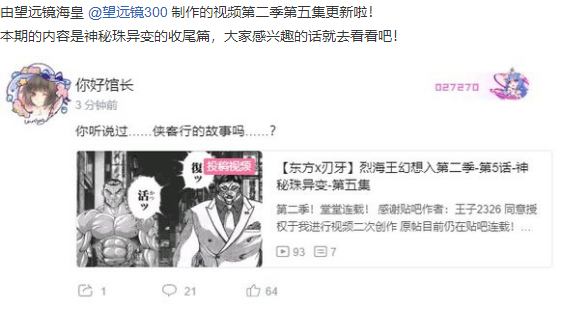 由望远镜海皇 @望远镜300 制作的视频第二季第五集更新啦！
本期的内容是神秘珠异变的收尾篇，大家感兴趣的话就去看看吧！
你好馆长
027270
3 分钟前
你听说过……侠客行的故事吗……？
投稿视频
復ッ
活ッ
【东方x刃牙】烈海王幻想入第二季-第5话-神
秘珠异变-第五集
第二季！堂堂连载！ 感谢贴吧作者：王子2326 同意授
权于我进行视频二次创作 原帖目前仍在贴吧连载！…
93 7
1 21 64